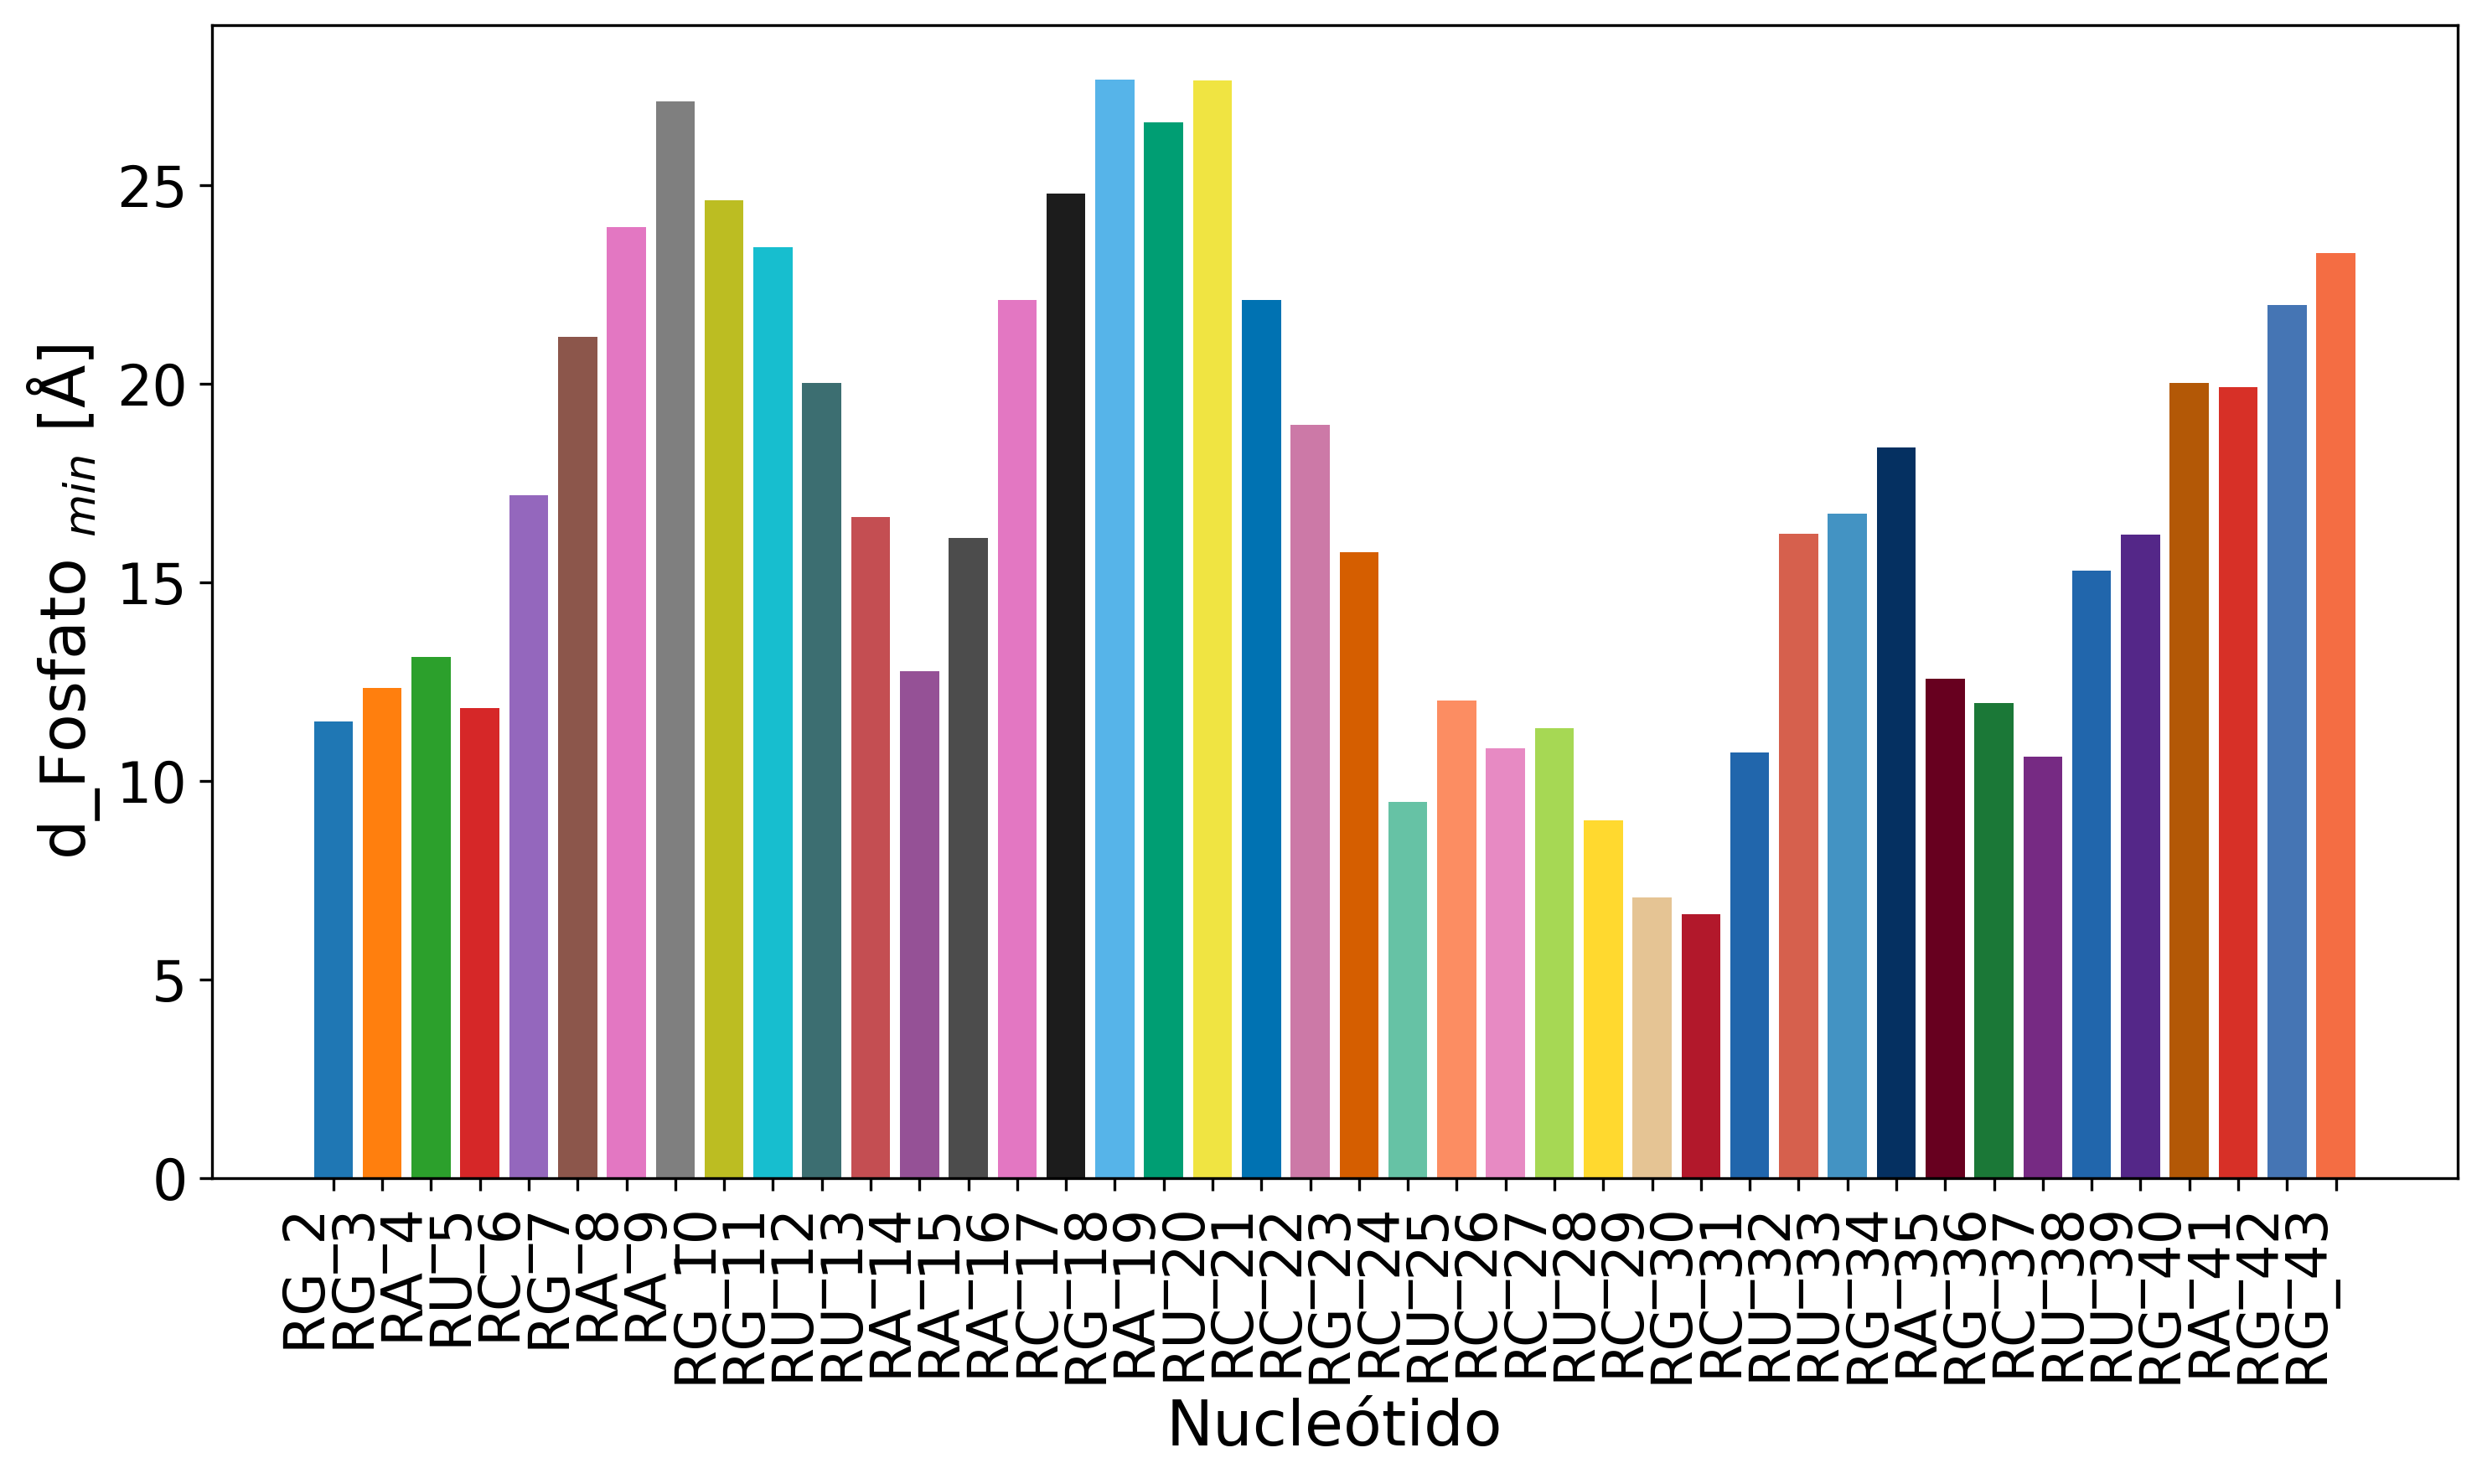 d_Fosfato min [Å]
25
20
15
10
5
0
RG_2
RG_3
RA_4
RU_5
RC_6
RG_7
RA_8
RA_9
RG_10
RG_11
RU_12
RU_13
RA_14
RA_15
RA_16
RC_17
RG_18
RA_19
RU_20
RC_21
RC_22
RG_23
RC_24
RU_25
RC_26
RC_27
RU_28
RC_29
RG_30
RC_31
RU_32
RU_33
RG_34
RA_35
RG_36
RC_37
RU_38
RU_39
RG_40
RA_41
RG_42
RG_43
Nucleótido